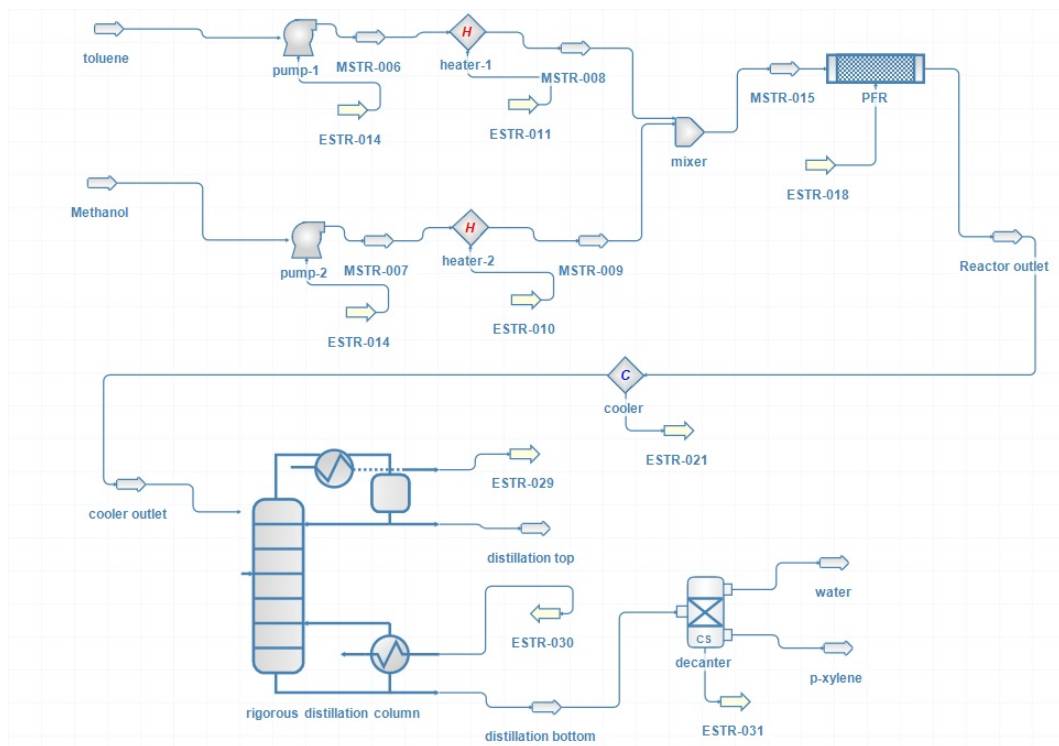 toluene
pump-1
MSTR-006
H
heater-1
MSTR-008
ESTR-014
ESTR-011
mixer
MSTR-015
PFR
ESTR-018
Methanol
pump-2
MSTR-007
H
heater-2
MSTR-009
ESTR-014
ESTR-010
Reactor outlet
C
cooler
ESTR-021
cooler outlet
ESTR-029
distillation top
ESTR-030
rigorous distillation column
distillation bottom
CS
decanter
water
p-xylene
ESTR-031